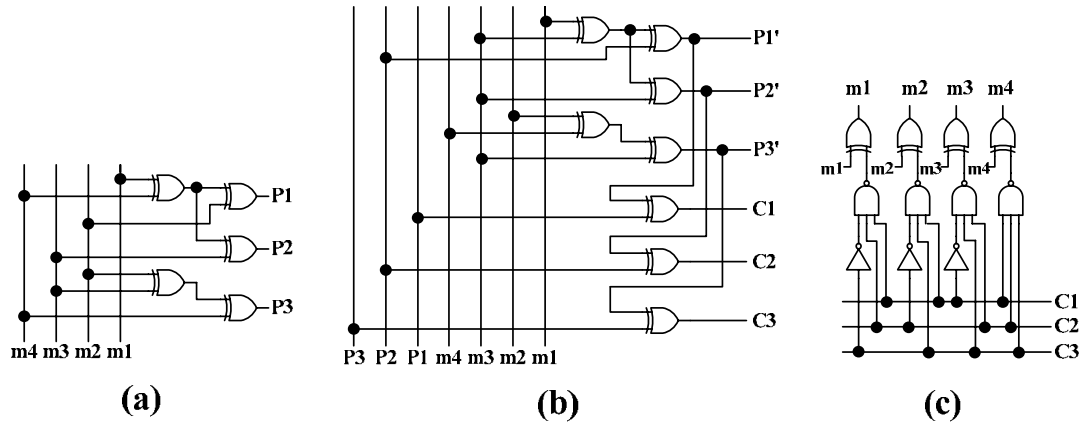 P1
P2
P3
m4 m3 m2 m1
(a)
P1'
P2'
P3'
C1
C2
C3
P3 P2 P1 m4 m3 m2 m1
(b)
m1 m2 m3 m4
m1 m2 m3 m4
C1
C2
C3
(c)